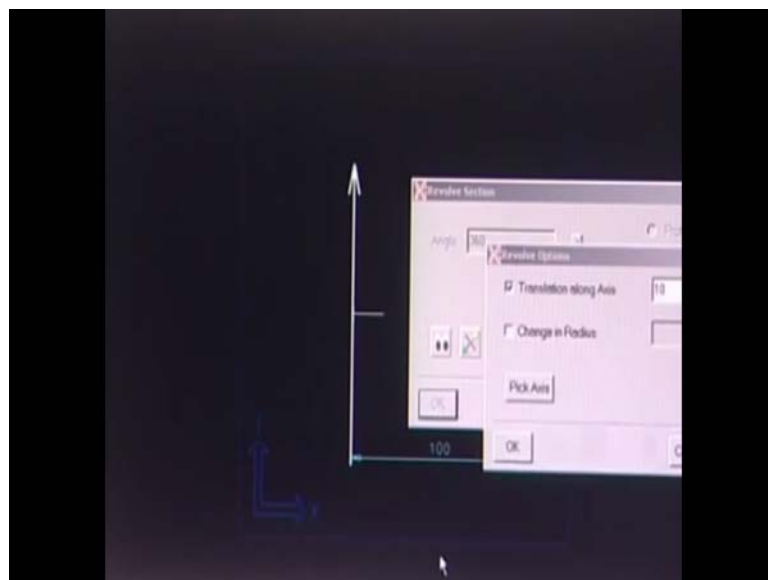 Revolve Section
Angle 360
Revolve Options
Translation along Axis 10
Change in Radius
Pick Axis
OK
OK
100
X